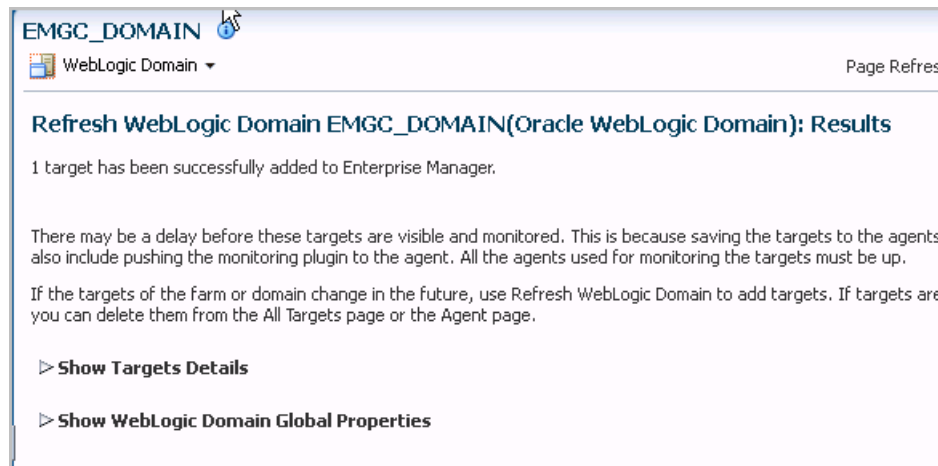 EMGC_DOMAIN
WebLogic Domain
Page Refres
Refresh WebLogic Domain EMGC_DOMAIN(Oracle WebLogic Domain): Results
1 target has been successfully added to Enterprise Manager.
There may be a delay before these targets are visible and monitored. This is because saving the targets to the agents
also include pushing the monitoring plugin to the agent. All the agents used for monitoring the targets must be up.
If the targets of the farm or domain change in the future, use Refresh WebLogic Domain to add targets. If targets are
you can delete them from the All Targets page or the Agent page.
Show Targets Details
Show WebLogic Domain Global Properties